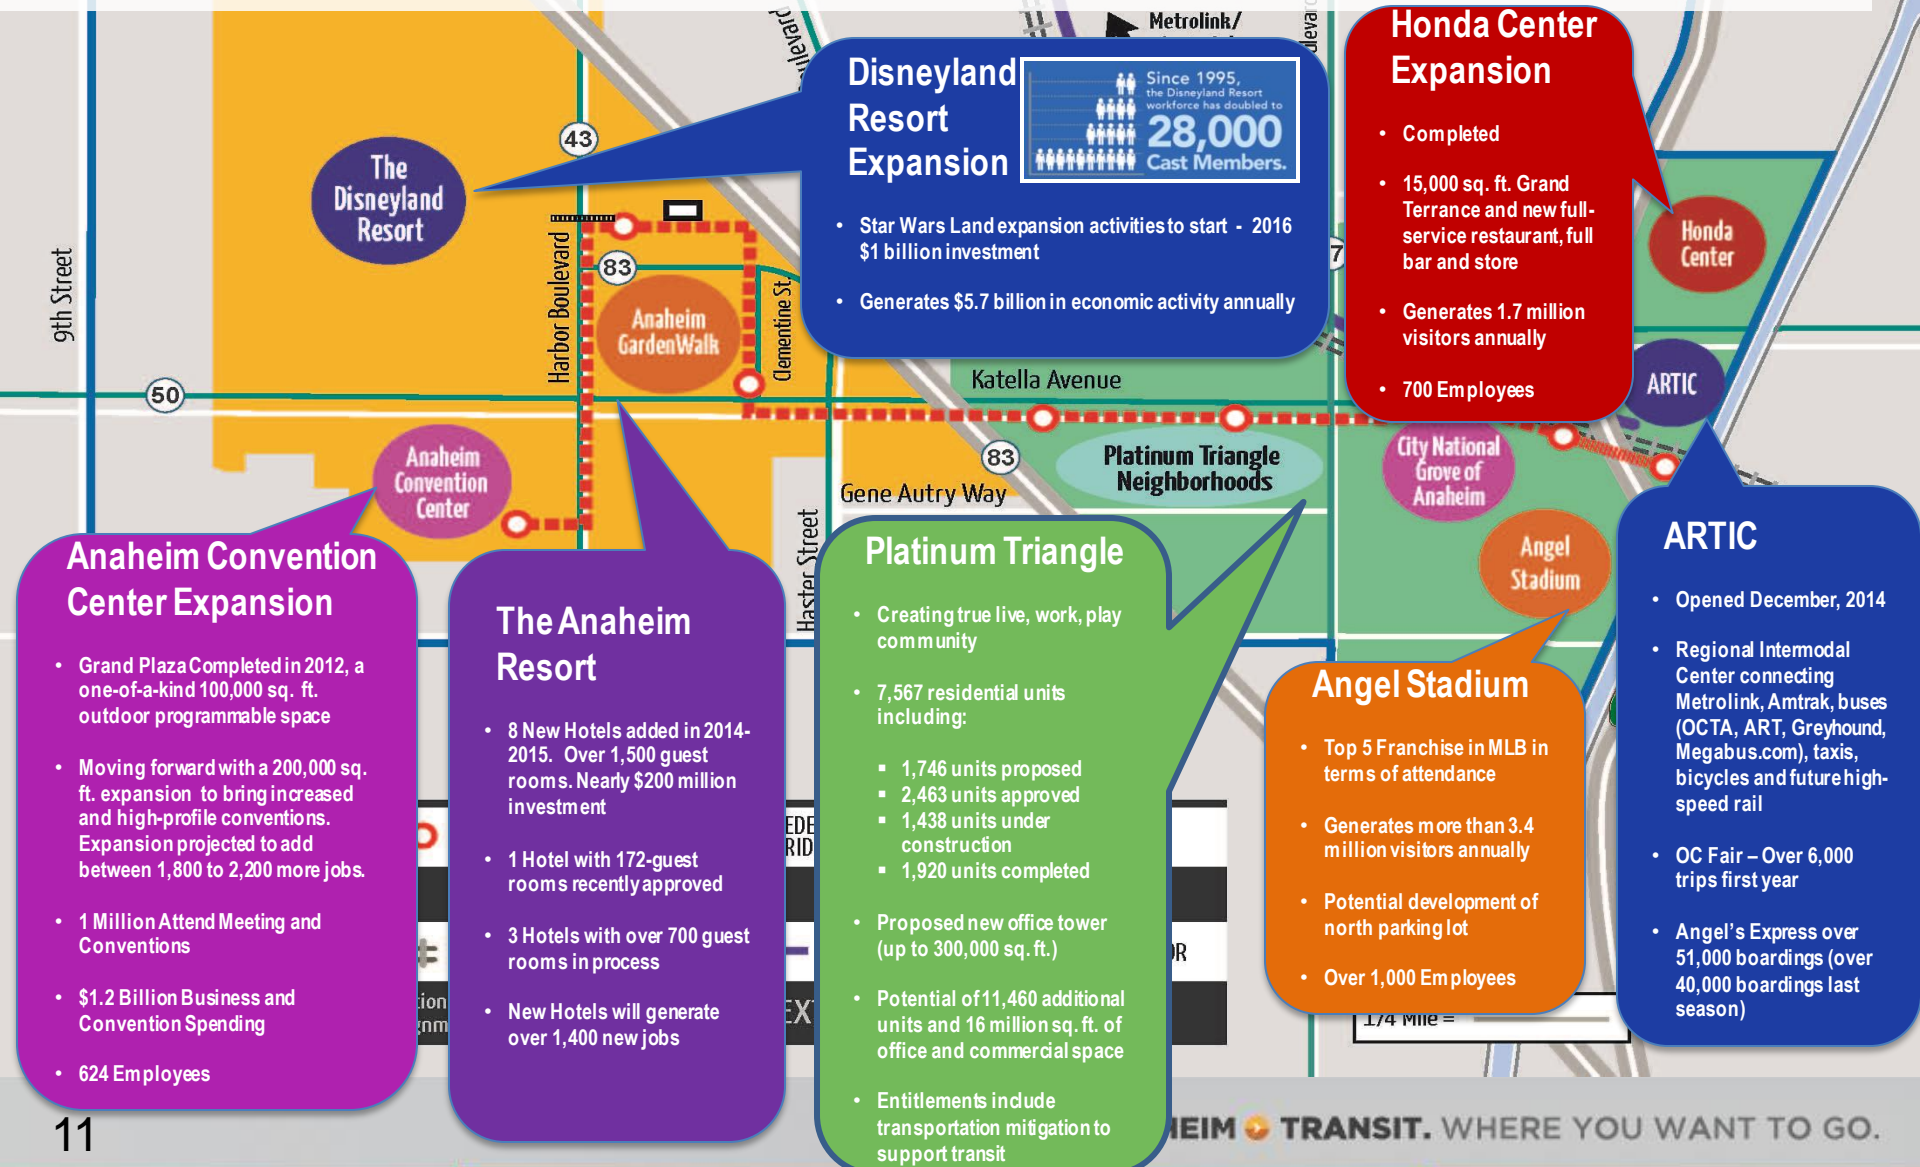 Metrolink/
Honda Center
Expansion
• Completed
• 15,000 sq. ft. Grand
Terrance and new full-
service restaurant, full
bar and store
• Generates 1.7 million
visitors annually
• 700 Employees
Disneyland
Resort
Expansion
Since 1995,
the Disneyland Resort
workforce has doubled to
28,000
Cast Members.
• Star Wars Land expansion activities to start - 2016
$1 billion investment
• Generates $5.7 billion in economic activity annually
The
Disneyland
Resort
43
83
9th Street
Harbor Boulevard
Anaheim
GardenWalk
Clementine St.
Honda
Center
50
Katella Avenue
ARTIC
Anaheim
Convention
Center
83
Platinum Triangle
Neighborhoods
City National
Grove of
Anaheim
Gene Autry Way
Haster Street
Angel
Stadium
Anaheim Convention
Center Expansion
• Grand Plaza Completed in 2012, a
one-of-a-kind 100,000 sq. ft.
outdoor programmable space
• Moving forward with a 200,000 sq.
ft. expansion to bring increased
and high-profile conventions.
Expansion projected to add
between 1,800 to 2,200 more jobs.
• 1 Million Attend Meeting and
Conventions
• $1.2 Billion Business and
Convention Spending
• 624 Employees
The Anaheim
Resort
• 8 New Hotels added in 2014-
2015. Over 1,500 guest
rooms. Nearly $200 million
investment
• 1 Hotel with 172-guest
rooms recently approved
• 3 Hotels with over 700 guest
rooms in process
• New Hotels will generate
over 1,400 new jobs
Platinum Triangle
• Creating true live, work, play
community
• 7,567 residential units
including:
▪ 1,746 units proposed
▪ 2,463 units approved
▪ 1,438 units under
construction
▪ 1,920 units completed
• Proposed new office tower
(up to 300,000 sq. ft.)
• Potential of 11,460 additional
units and 16 million sq. ft. of
office and commercial space
• Entitlements include
transportation mitigation to
support transit
Angel Stadium
• Top 5 Franchise in MLB in
terms of attendance
• Generates more than 3.4
million visitors annually
• Potential development of
north parking lot
• Over 1,000 Employees
ARTIC
• Opened December, 2014
• Regional Intermodal
Center connecting
Metrolink, Amtrak, buses
(OCTA, ART, Greyhound,
Megabus.com), taxis,
bicycles and future high-
speed rail
• OC Fair – Over 6,000
trips first year
• Angel's Express over
51,000 boardings (over
40,000 boardings last
season)
1/4 Mile =
11
HEIM TRANSIT. WHERE YOU WANT TO GO.